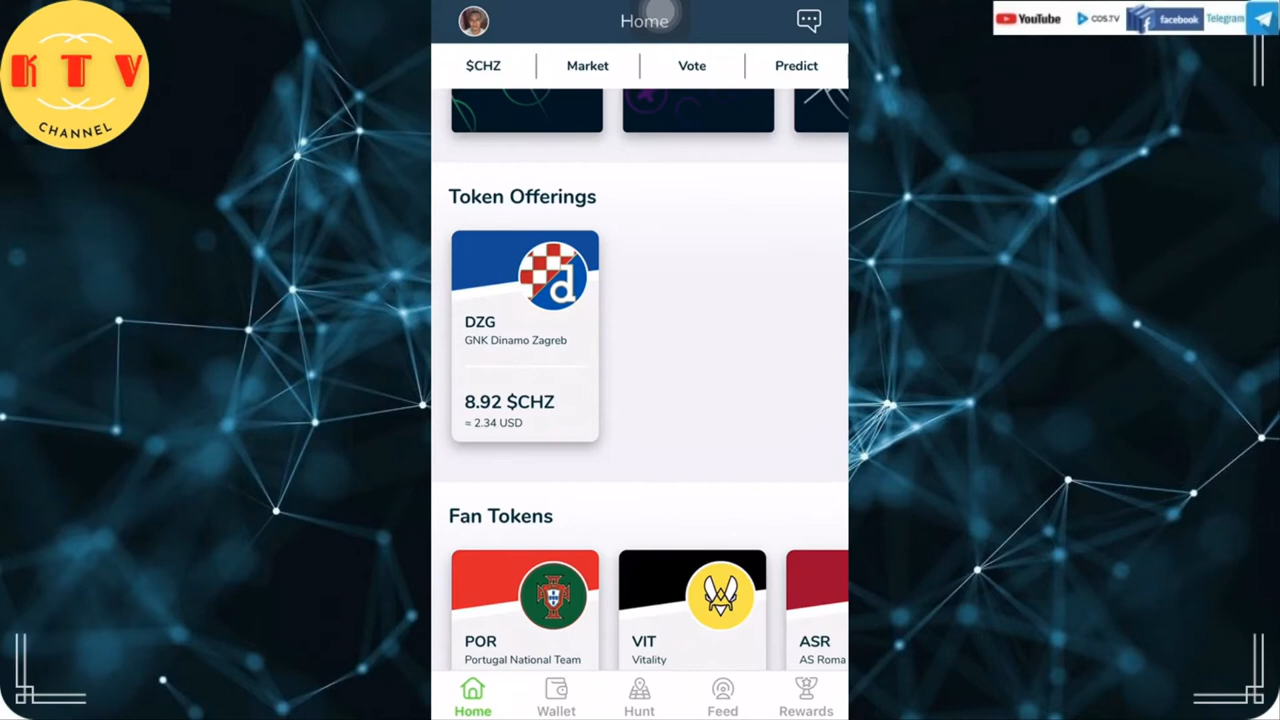 K T V
CHANNEL
YouTube
COS.TV
facebook
Telegram
Home
$CHZ
Market
Vote
Predict
Token Offerings
d
DZG
GNK Dinamo Zagreb
8.92 $CHZ
≈ 2.34 USD
Fan Tokens
POR
Portugal National Team
VIT
Vitality
ASR
AS Roma
Home
Wallet
Hunt
Feed
Rewards